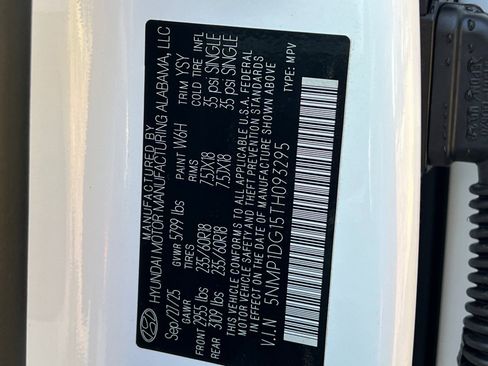 MANUFACTURED BY
HYUNDAI MOTOR MANUFACTURING ALABAMA, LLC
Sep/27/25 GVWR 5799 lbs PAINT W6H TRIM YSY
GAWR TIRES RIMS COLD TIRE INFL
FRONT 2955 lbs 235/60R18 7.5JX18 35 psi SINGLE
REAR 3109 lbs 235/60R18 7.5JX18 35 psi SINGLE
THIS VEHICLE CONFORMS TO ALL APPLICABLE U.S.A. FEDERAL
MOTOR VEHICLE SAFETY AND THEFT PREVENTION STANDARDS
IN EFFECT ON THE DATE OF MANUFACTURE SHOWN ABOVE
V.I.N 5NMP1DG15TH093295 TYPE: MPV